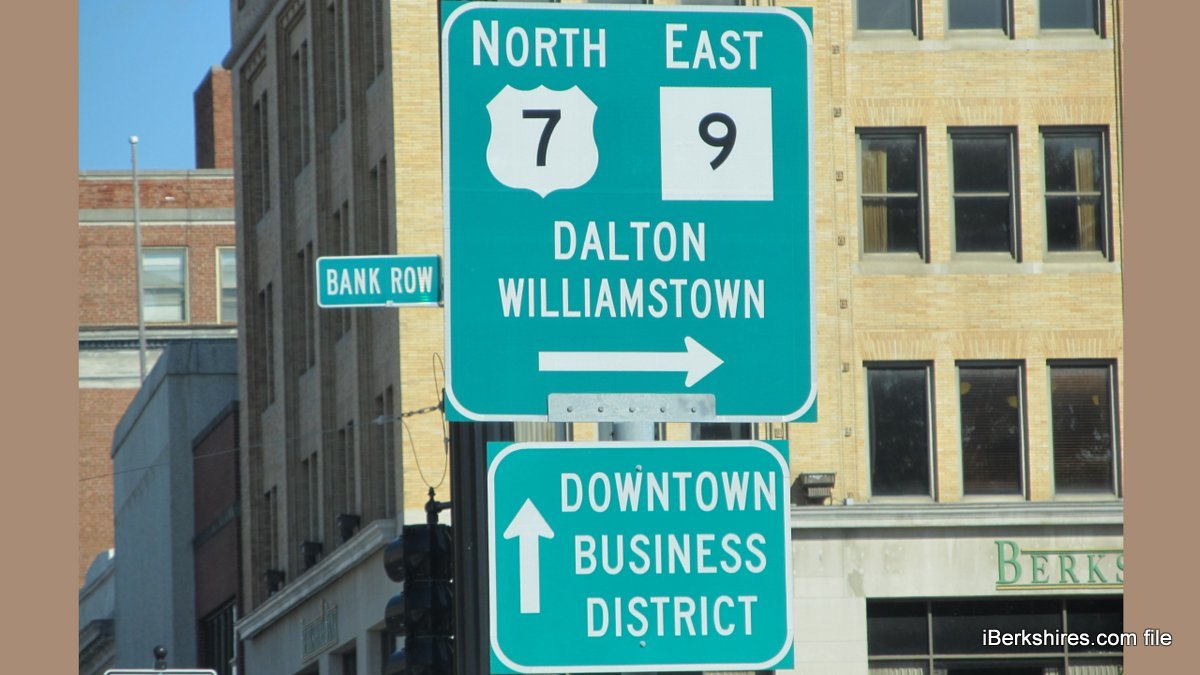 NORTH EAST
7 9
DALTON
WILLIAMSTOWN
BANK ROW
DOWNTOWN
BUSINESS
DISTRICT
BERKS
iBerkshires.com file